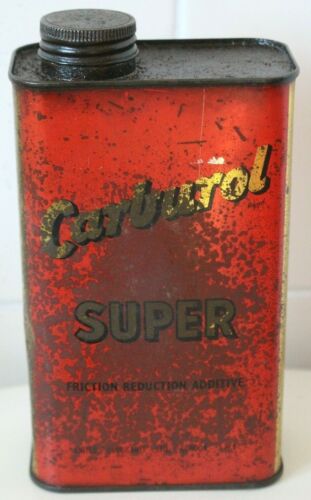 Carburol
SUPER
FRICTION REDUCTION ADDITIVE